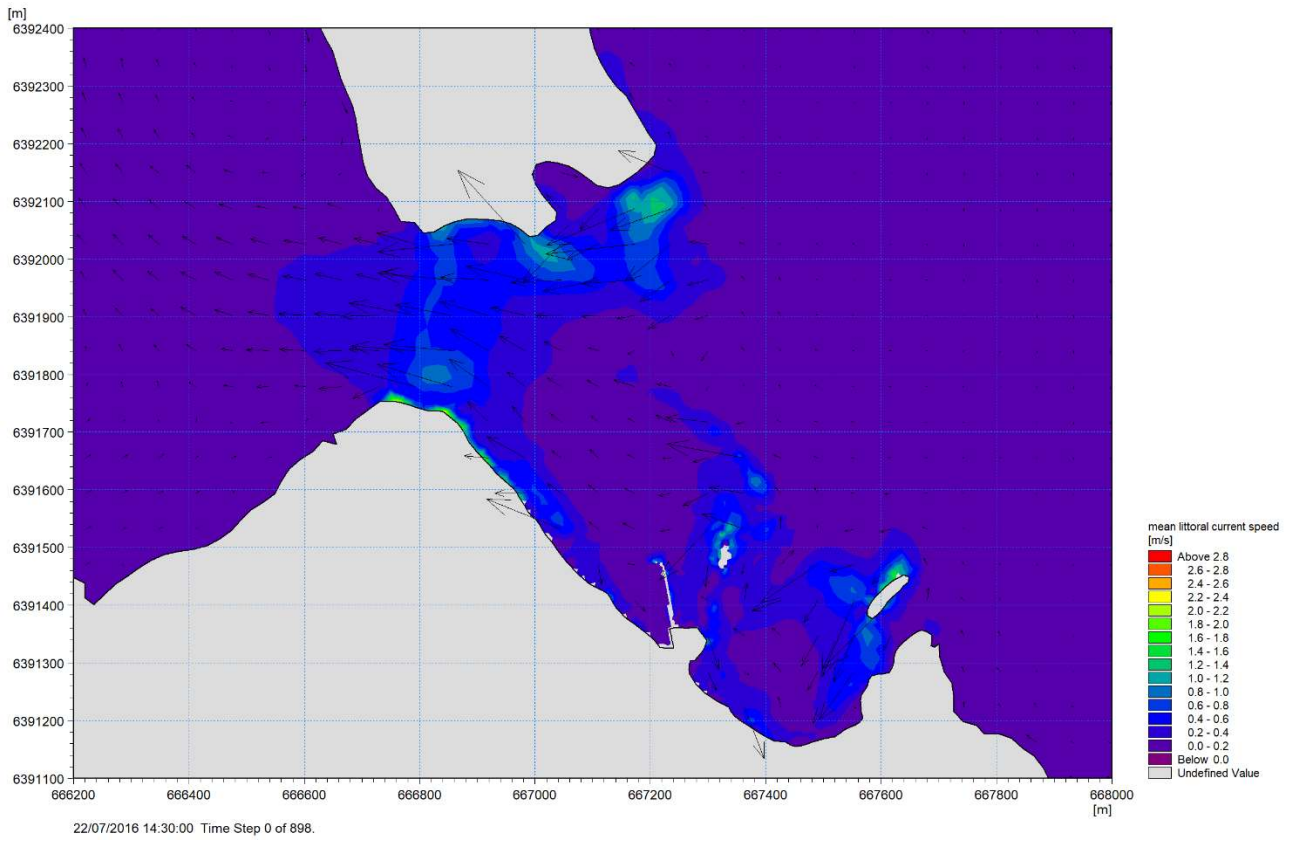 [m]
6392400
6392300
6392200
6392100
6392000
6391900
6391800
6391700
6391600
6391500
6391400
6391300
6391200
6391100
666200 666400 666600 666800 667000 667200 667400 667600 667800 668000
[m]
22/07/2016 14:30:00 Time Step 0 of 898.
mean littoral current speed
[m/s]
Above 2.8
2.6 - 2.8
2.4 - 2.6
2.2 - 2.4
2.0 - 2.2
1.8 - 2.0
1.6 - 1.8
1.4 - 1.6
1.2 - 1.4
1.0 - 1.2
0.8 - 1.0
0.6 - 0.8
0.4 - 0.6
0.2 - 0.4
0.0 - 0.2
Below 0.0
Undefined Value